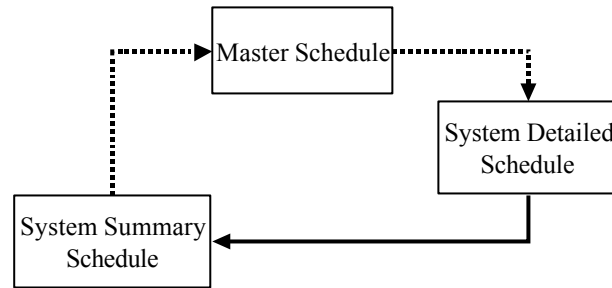 Master Schedule
System Detailed
Schedule
System Summary
Schedule